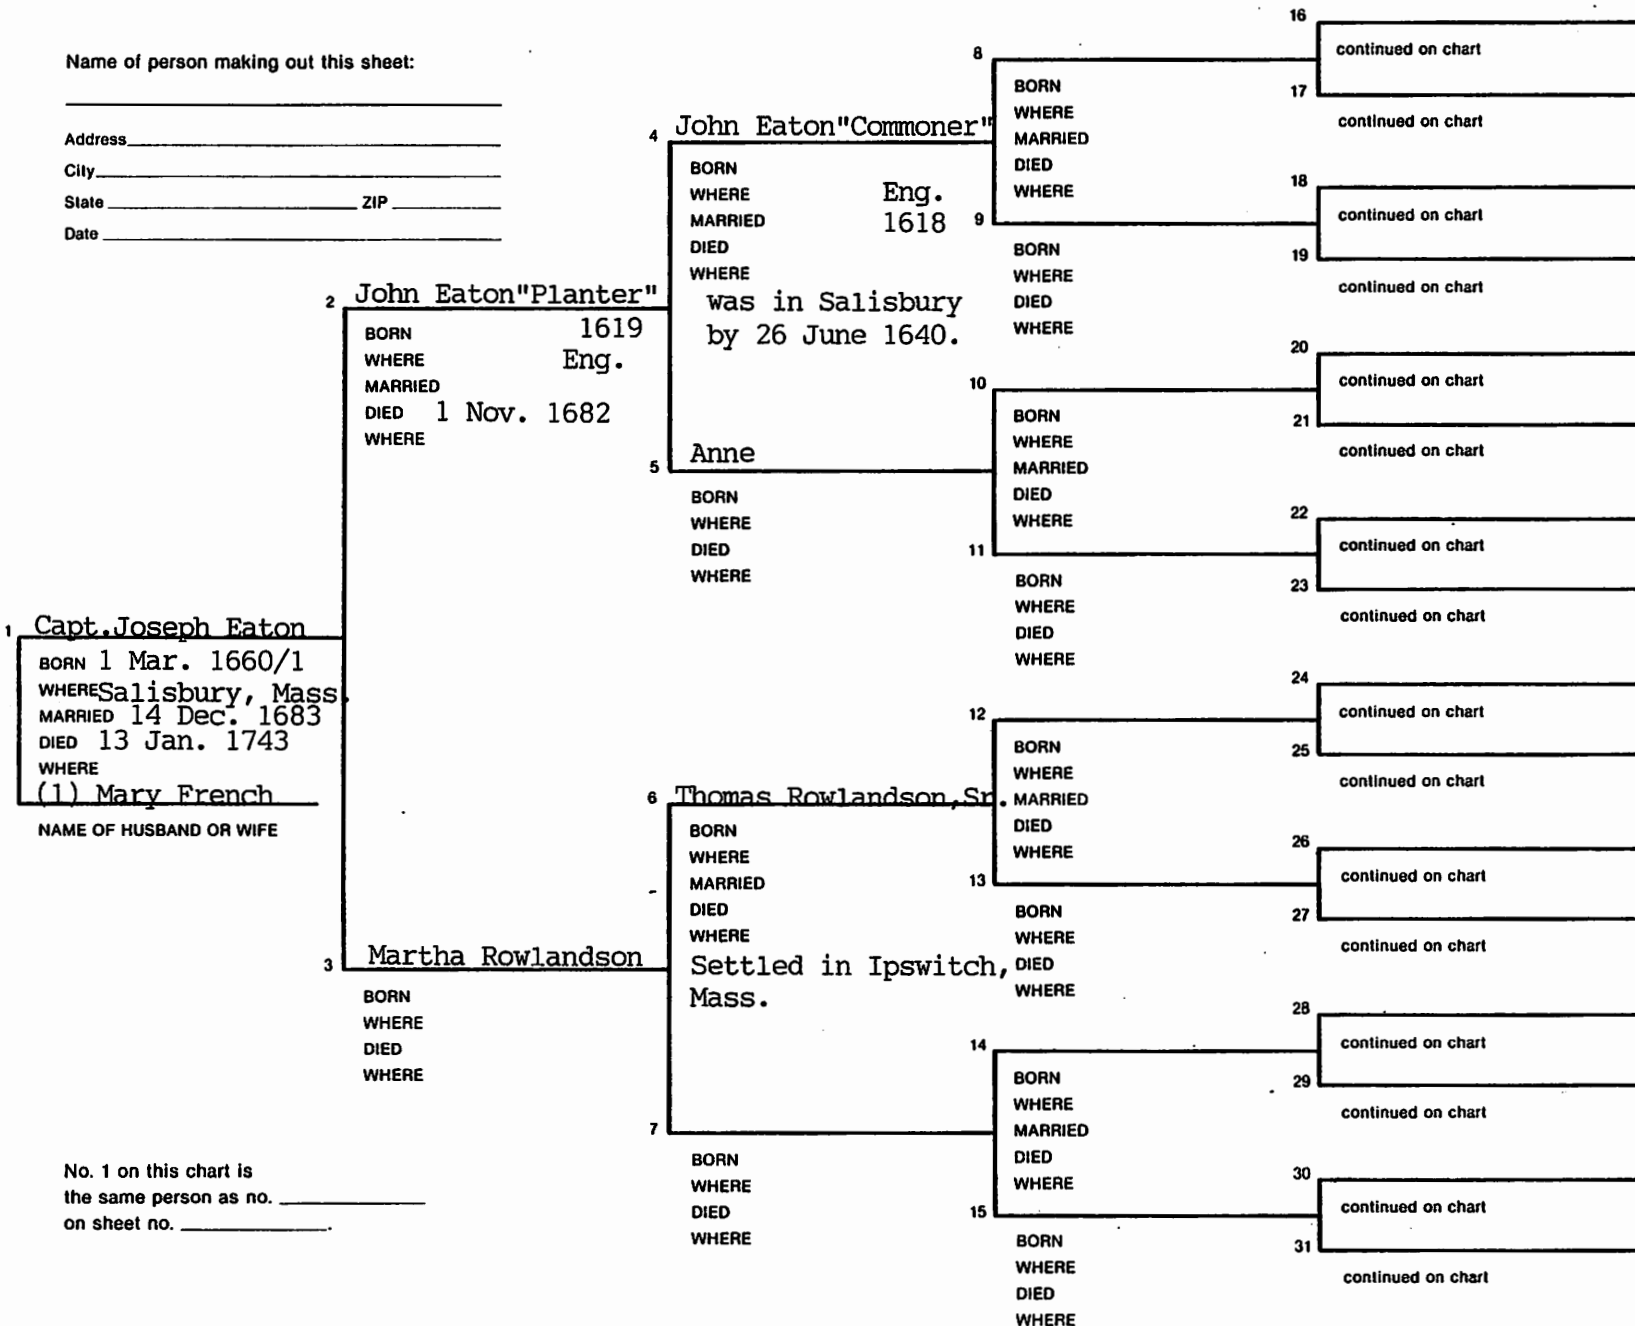 Name of person making out this sheet:
Address
City
State ZIP
Date
1 Capt.Joseph Eaton
BORN 1 Mar. 1660/1
WHERE Salisbury, Mass.
MARRIED 14 Dec. 1683
DIED 13 Jan. 1743
WHERE
(1) Mary French
NAME OF HUSBAND OR WIFE
No. 1 on this chart is
the same person as no.
on sheet no. .
2 John Eaton"Planter"
BORN 1619
WHERE Eng.
MARRIED
DIED 1 Nov. 1682
WHERE
3 Martha Rowlandson
BORN
WHERE
DIED
WHERE
4 John Eaton"Commoner"
BORN
WHERE Eng.
MARRIED 1618
DIED
WHERE
was in Salisbury
by 26 June 1640.
5 Anne
BORN
WHERE
DIED
WHERE
6 Thomas Rowlandson,Sr.
BORN
WHERE
MARRIED
DIED
WHERE
Settled in Ipswitch,
Mass.
7
BORN
WHERE
DIED
WHERE
8
BORN
WHERE
MARRIED
DIED
WHERE
9
BORN
WHERE
DIED
WHERE
10
BORN
WHERE
MARRIED
DIED
WHERE
11
BORN
WHERE
DIED
WHERE
12
BORN
WHERE
MARRIED
DIED
WHERE
13
BORN
WHERE
DIED
WHERE
14
BORN
WHERE
MARRIED
DIED
WHERE
15
BORN
WHERE
DIED
WHERE
16
continued on chart
17
continued on chart
18
continued on chart
19
continued on chart
20
continued on chart
21
continued on chart
22
continued on chart
23
continued on chart
24
continued on chart
25
continued on chart
26
continued on chart
27
continued on chart
28
continued on chart
29
continued on chart
30
continued on chart
31
continued on chart